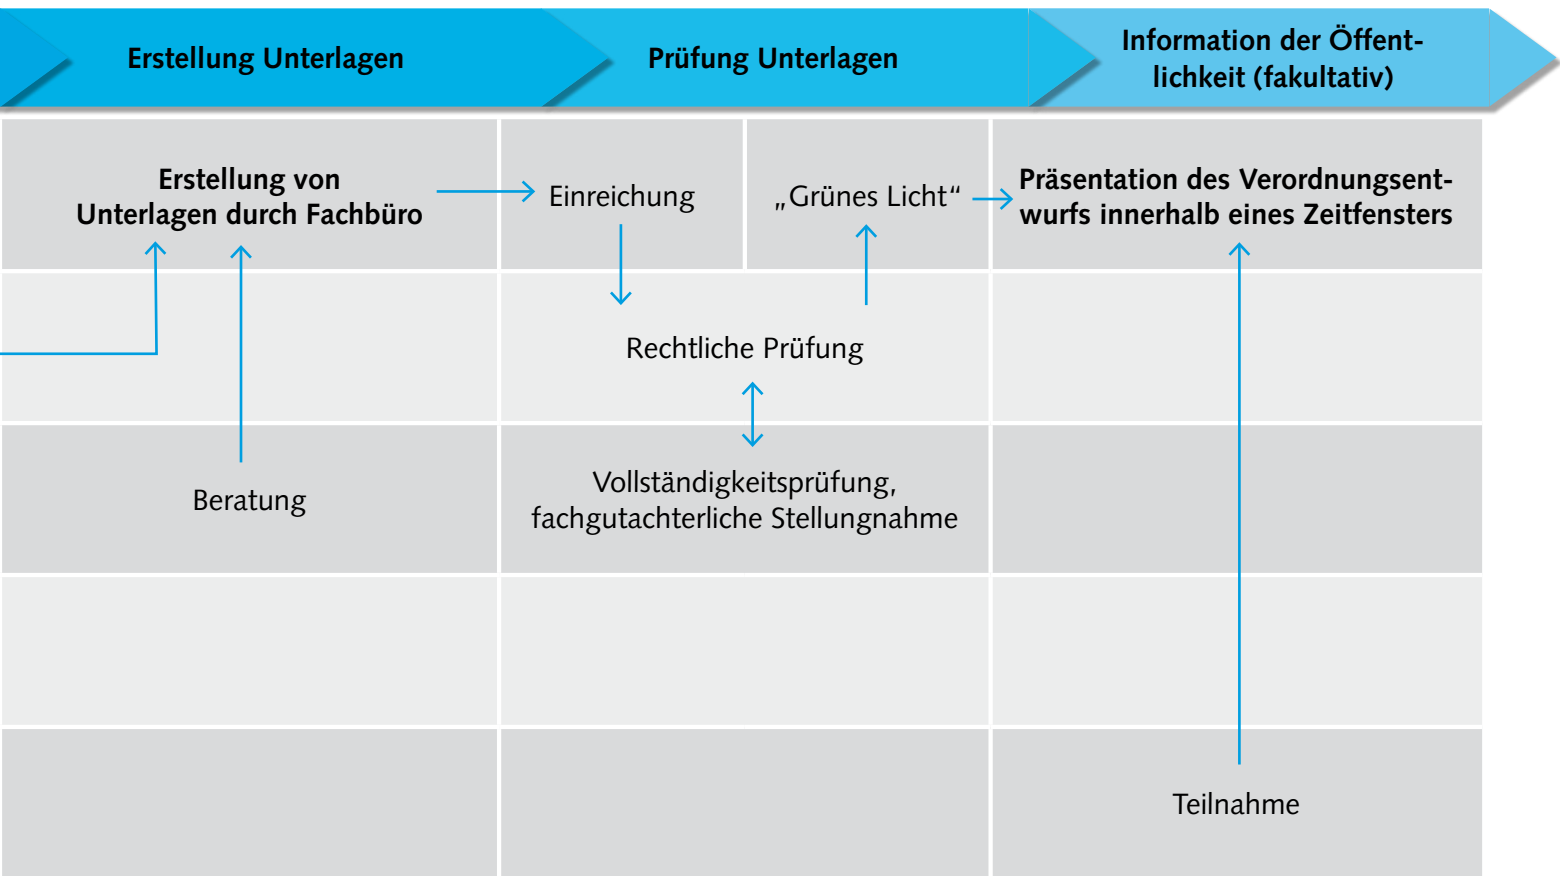 Erstellung Unterlagen
Prüfung Unterlagen
Information der Öffent-
lichkeit (fakultativ)
Erstellung von
Unterlagen durch Fachbüro
Einreichung
„Grünes Licht“
Präsentation des Verordnungsent-
wurfs innerhalb eines Zeitfensters
Rechtliche Prüfung
Beratung
Vollständigkeitsprüfung,
fachgutachterliche Stellungnahme
Teilnahme